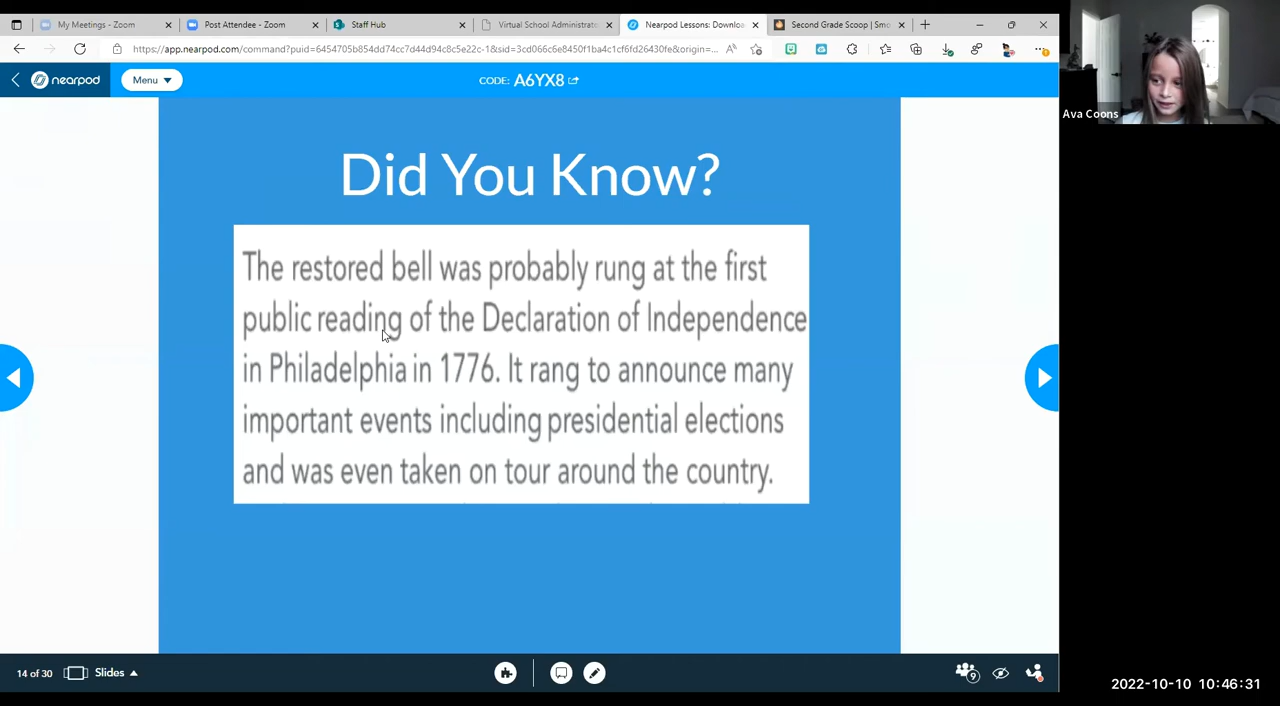 My Meetings - Zoom
Post Attendee - Zoom
Staff Hub
Virtual School Administrato
Nearpod Lessons: Downloa
Second Grade Scoop | Smo
https://app.nearpod.com/command?puid=6454705b854dd74cc7d44d94c8c5e22c-1&sid=3cd066c6e8450f1ba4c1cf6fd26430fe&origin=...
nearpod
Menu
CODE: A6YX8
Ava Coons
Did You Know?
The restored bell was probably rung at the first
public reading of the Declaration of Independence
in Philadelphia in 1776. It rang to announce many
important events including presidential elections
and was even taken on tour around the country.
14 of 30
Slides
9
2022-10-10 10:46:31